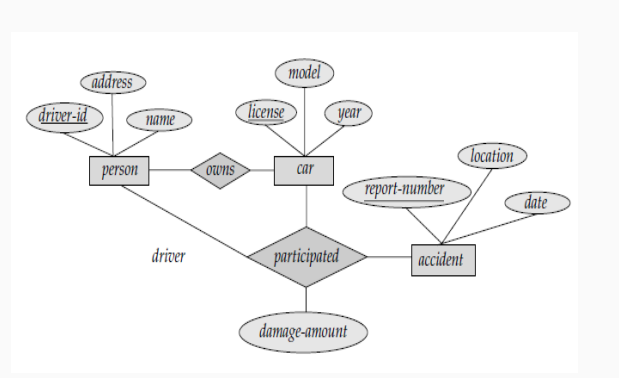 model
address
driver-id
name
license
year
location
person
owns
car
report-number
date
driver
participated
accident
damage-amount